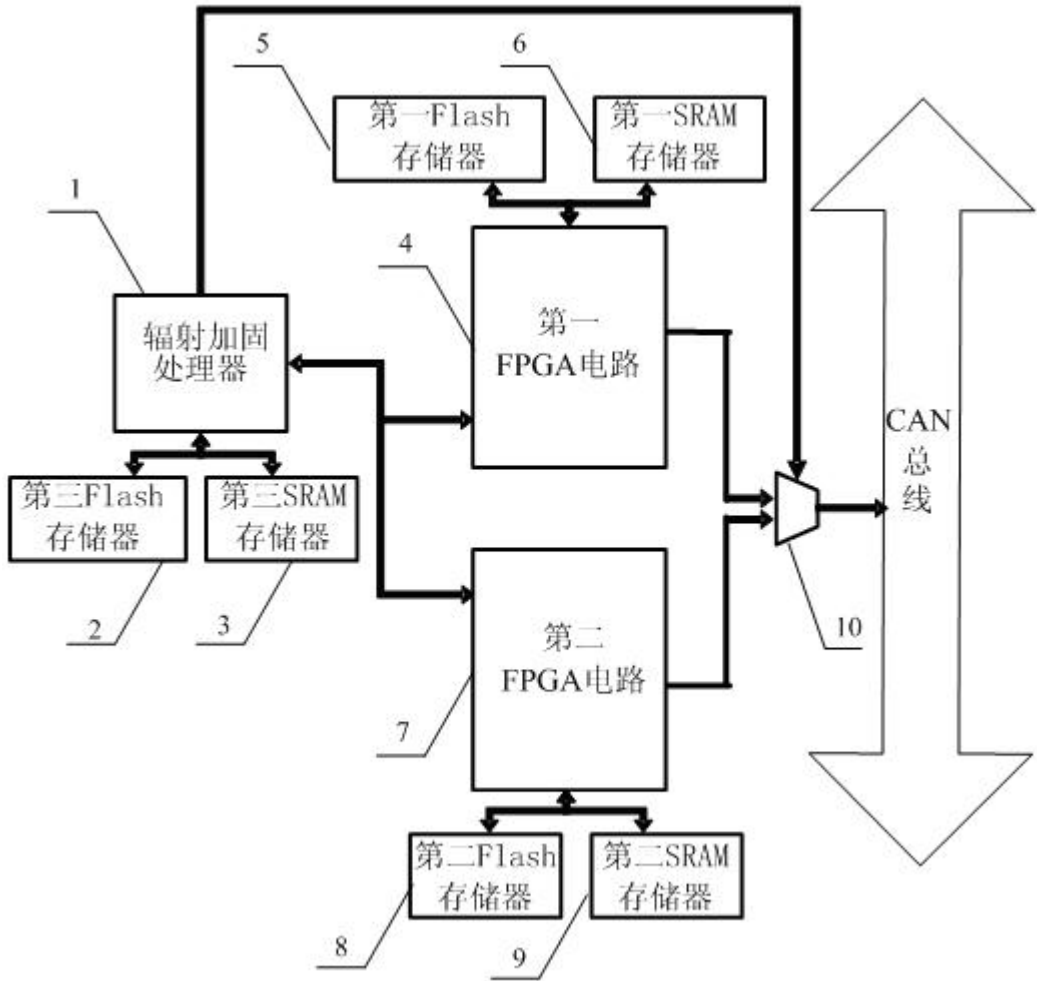 5
6
第一Flash
存储器
第一SRAM
存储器
1
4
辐射加固
处理器
第一
FPGA电路
CAN
总
线
第三Flash
存储器
第三SRAM
存储器
2
3
10
第二
FPGA电路
7
第二Flash
存储器
第二SRAM
存储器
8
9